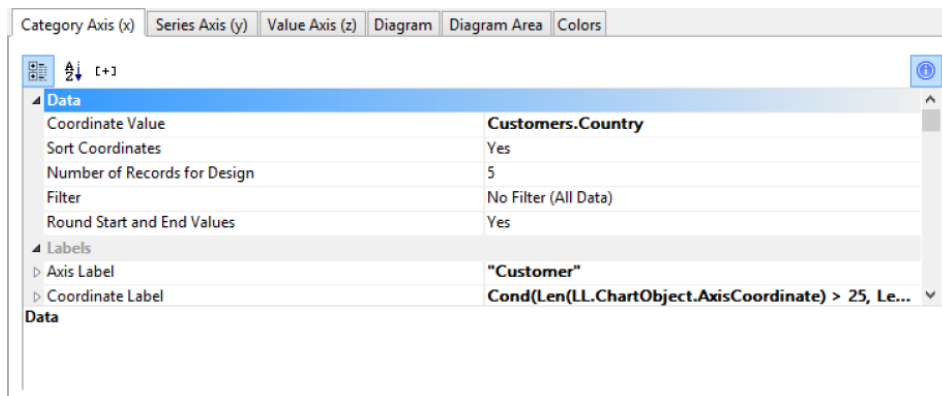 Category Axis (x) Series Axis (y) Value Axis (z) Diagram Diagram Area Colors
[+]
Data
Coordinate Value Customers.Country
Sort Coordinates Yes
Number of Records for Design 5
Filter No Filter (All Data)
Round Start and End Values Yes
Labels
Axis Label "Customer"
Coordinate Label Cond(Len(LL.ChartObject.AxisCoordinate) > 25, Le...
Data